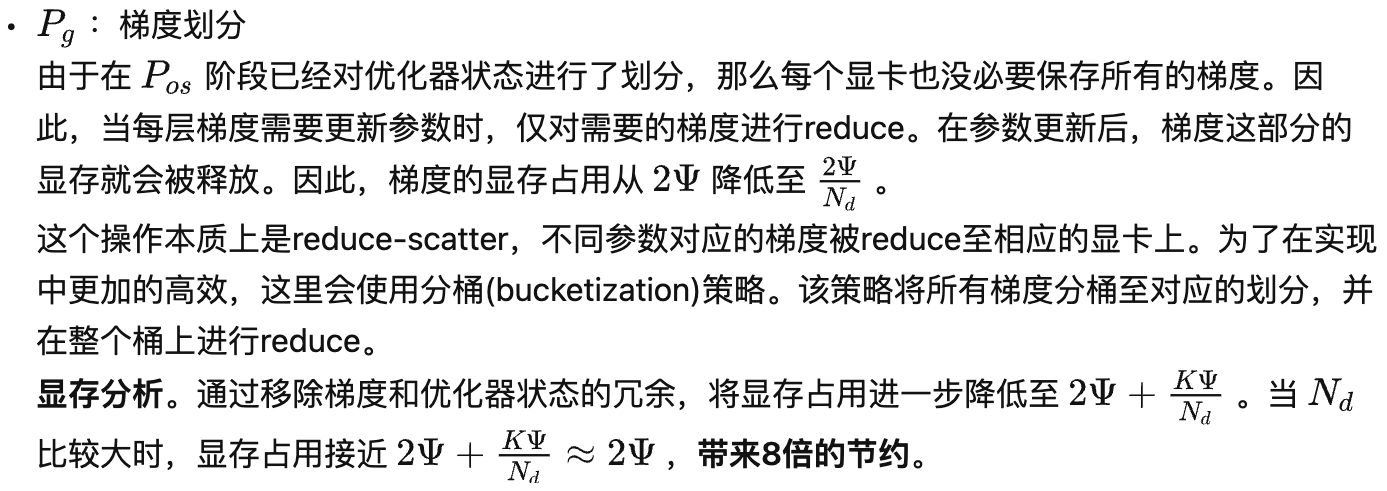 • $P_g$ ：梯度划分
由于在 $P_{os}$ 阶段已经对优化器状态进行了划分，那么每个显卡也没必要保存所有的梯度。因
此，当每层梯度需要更新参数时，仅对需要的梯度进行reduce。在参数更新后，梯度这部分的
显存就会被释放。因此，梯度的显存占用从 $2\Psi$ 降低至 $\frac{2\Psi}{N_d}$ 。
这个操作本质上是reduce-scatter，不同参数对应的梯度被reduce至相应的显卡上。为了在实现
中更加的高效，这里会使用分桶(bucketization)策略。该策略将所有梯度分桶至对应的划分，并
在整个桶上进行reduce。
显存分析。通过移除梯度和优化器状态的冗余，将显存占用进一步降低至 $2\Psi + \frac{K\Psi}{N_d}$ 。当 $N_d$
比较大时，显存占用接近 $2\Psi + \frac{K\Psi}{N_d} \approx 2\Psi$ ，带来8倍的节约。